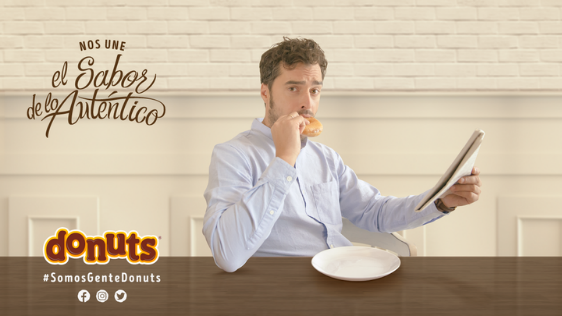 NOS UNE
el Sabor
de lo Auténtico
donuts
#SomosGenteDonuts